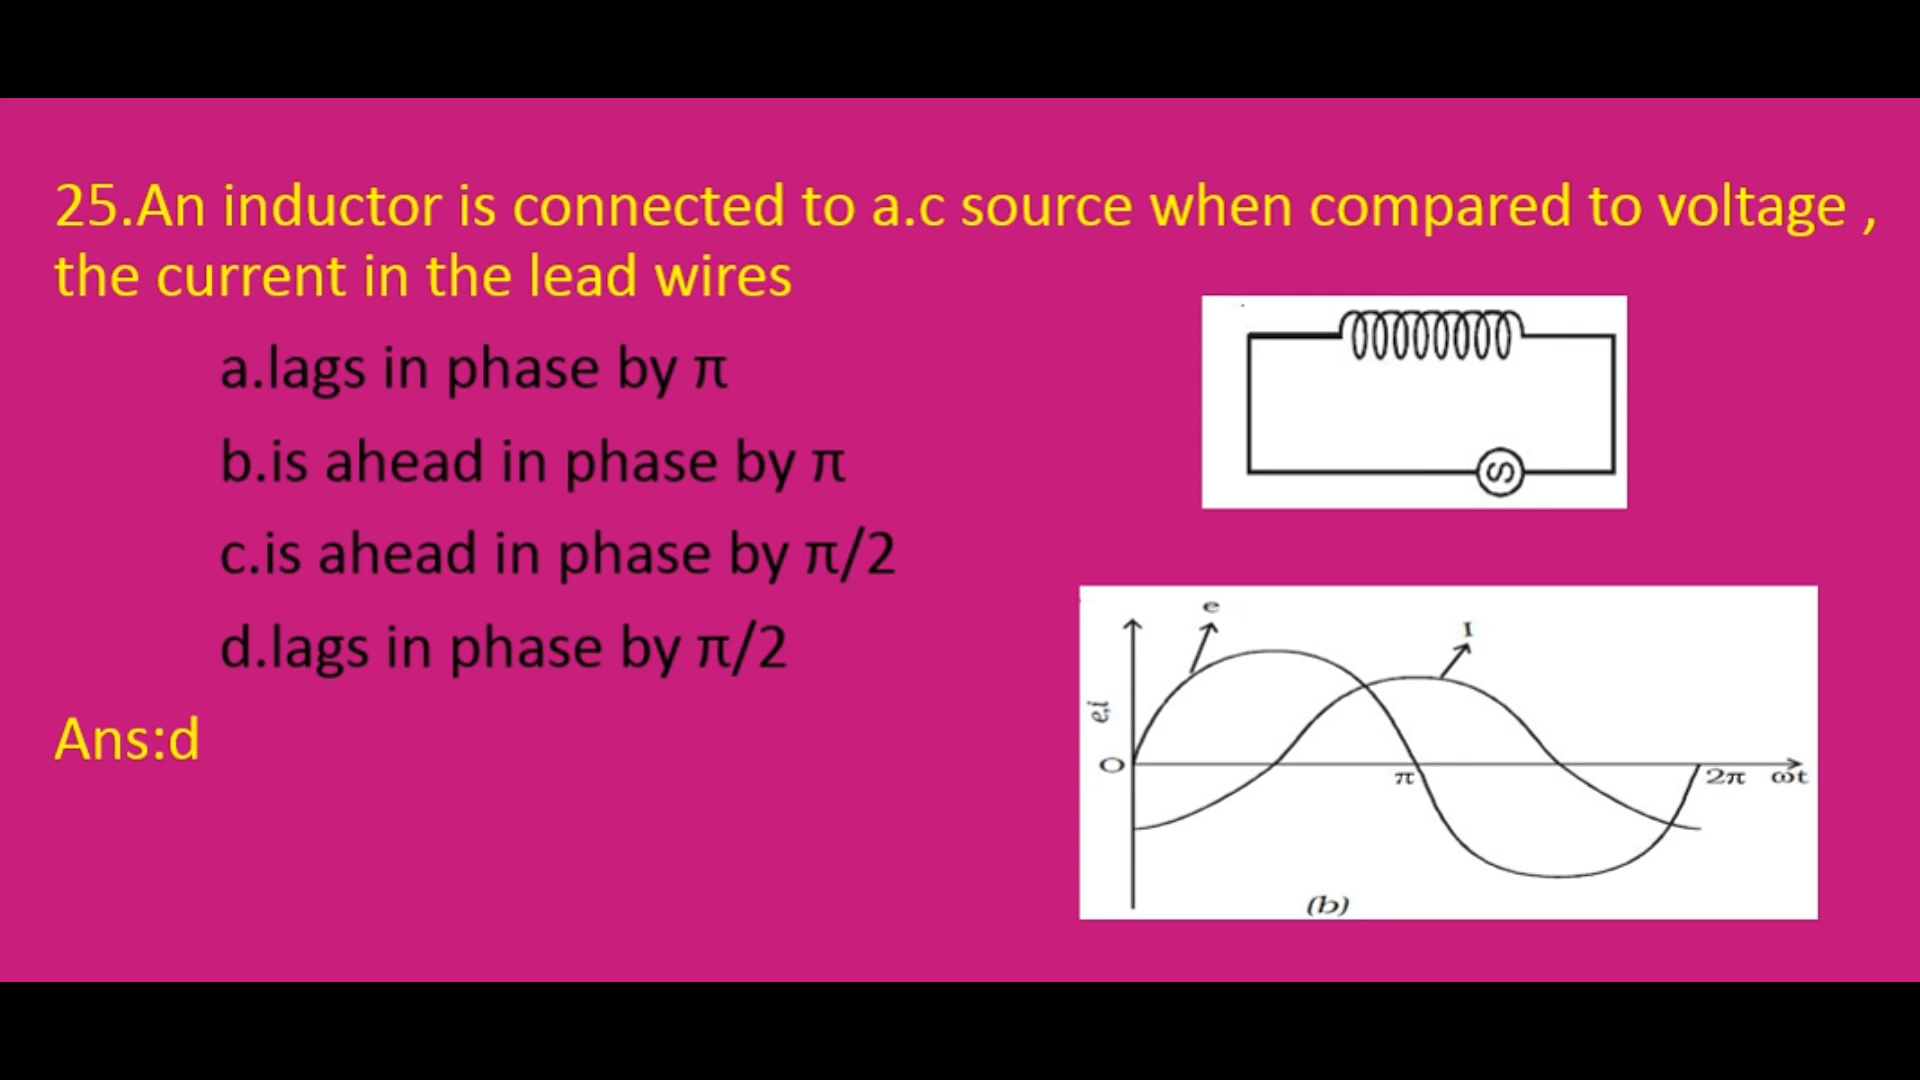 25.An inductor is connected to a.c source when compared to voltage ,
the current in the lead wires
a.lags in phase by π
b.is ahead in phase by π
c.is ahead in phase by π/2
d.lags in phase by π/2
Ans:d
S
e
I
e,i
O
π
2π
ωt
(b)